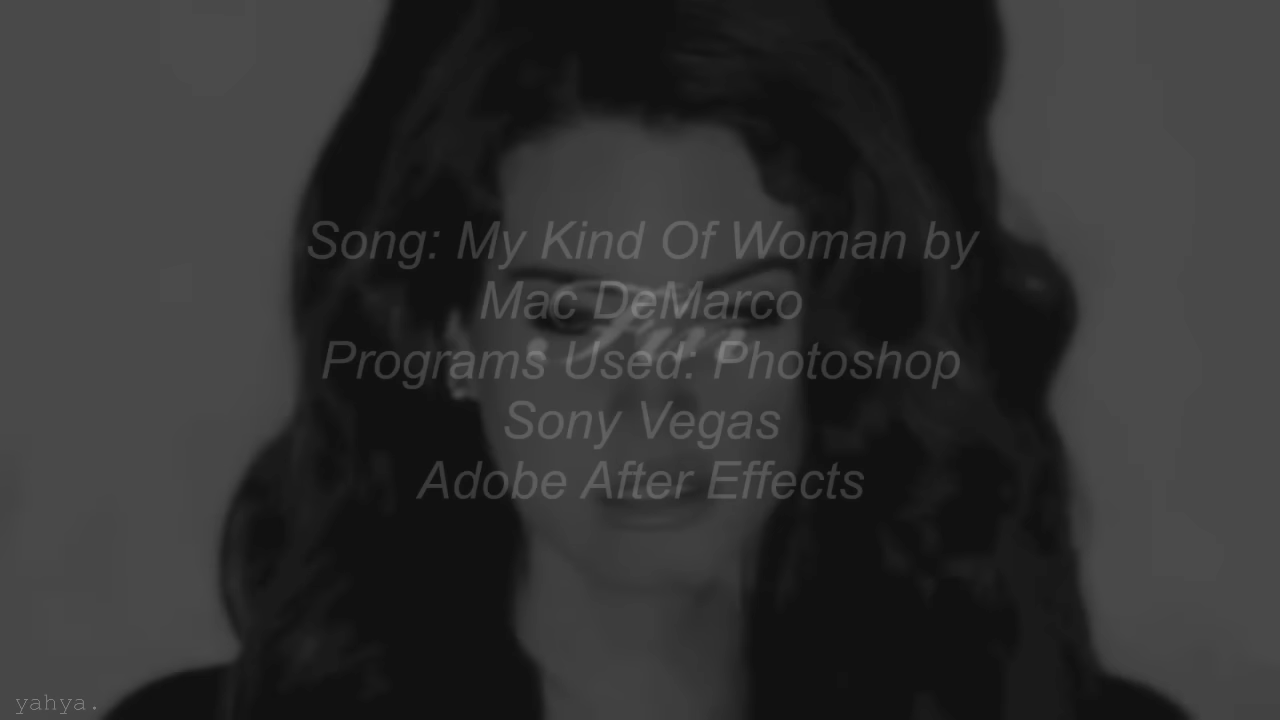 Song: My Kind Of Woman by
Mac DeMarco
Programs Used: Photoshop
Sony Vegas
Adobe After Effects
yahya.